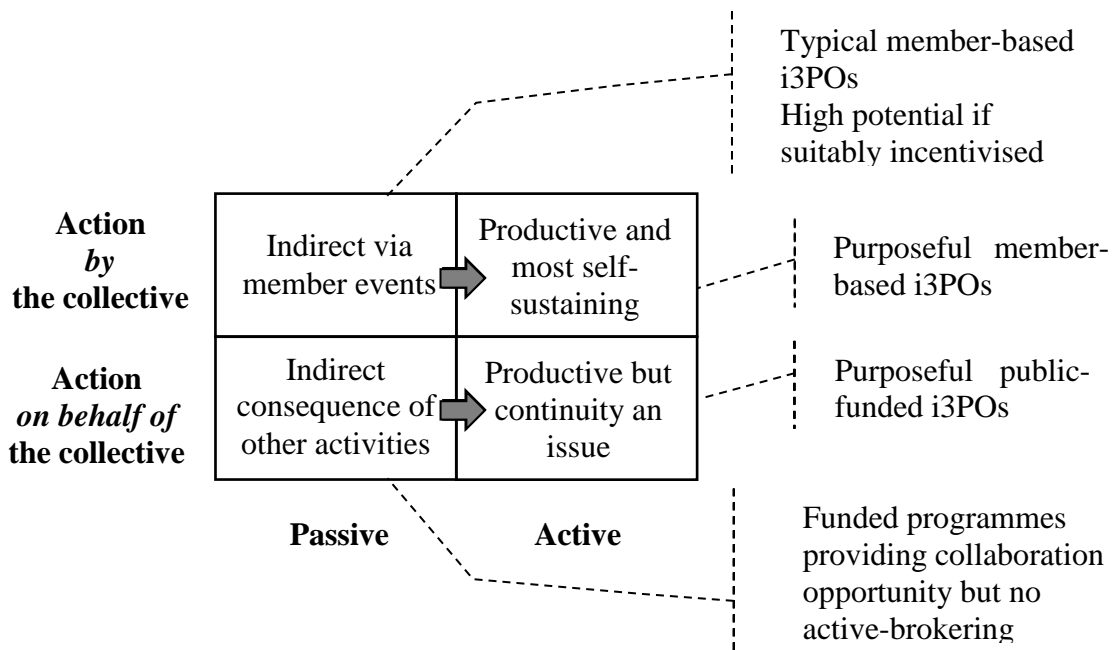 Typical member-based
i3POs
High potential if
suitably incentivised
Action
by
the collective
Indirect via
member events
Productive and
most self-
sustaining
Purposeful member-
based i3POs
Action
on behalf of
the collective
Indirect
consequence of
other activities
Productive but
continuity an
issue
Purposeful public-
funded i3POs
Passive
Active
Funded programmes
providing collaboration
opportunity but no
active-brokering